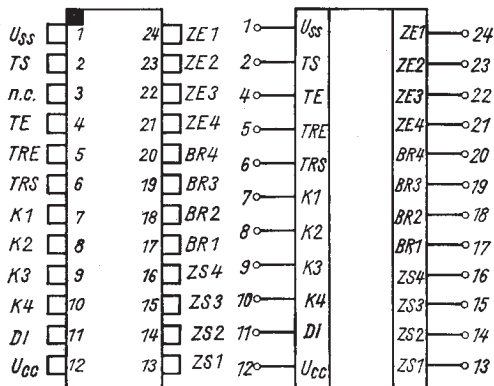 U_SS 1 24 ZE1
TS 2 23 ZE2
n.c. 3 22 ZE3
TE 4 21 ZE4
TRE 5 20 BR4
TRS 6 19 BR3
K1 7 18 BR2
K2 8 17 BR1
K3 9 16 ZS4
K4 10 15 ZS3
DI 11 14 ZS2
U_CC 12 13 ZS1
1 U_SS ZE1 24
2 TS ZE2 23
4 TE ZE3 22
5 TRE ZE4 21
6 TRS BR4 20
7 K1 BR3 19
8 K2 BR2 18
9 K3 BR1 17
10 K4 ZS4 16
11 DI ZS3 15
12 U_CC ZS2 14
ZS1 13